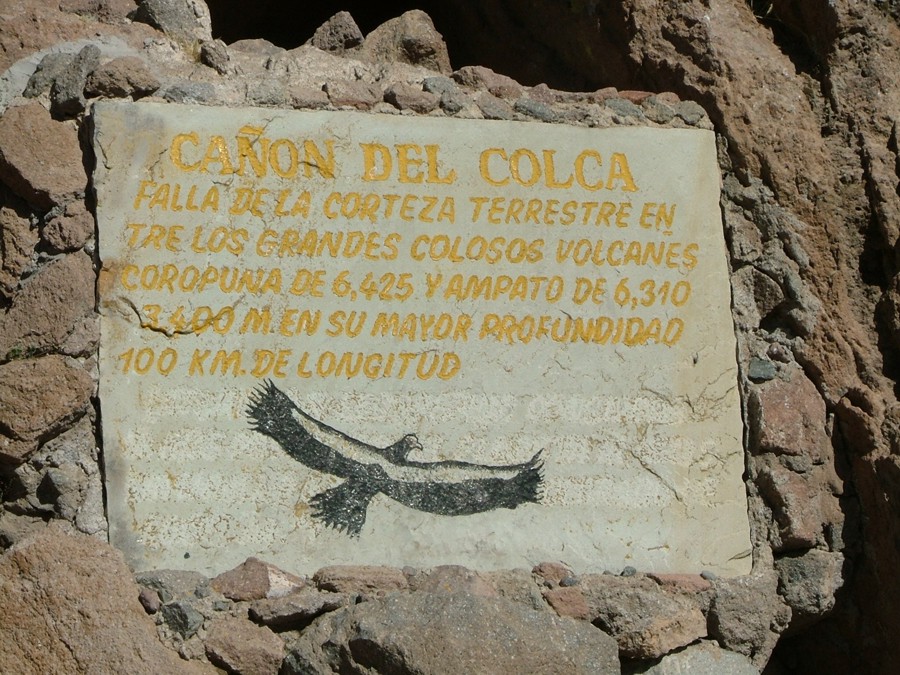 CAÑON DEL COLCA
FALLA DE LA CORTEZA TERRESTRE EN
TRE LOS GRANDES COLOSOS VOLCANES
COROPUNA DE 6,425 Y AMPATO DE 6,310
3.400 M. EN SU MAYOR PROFUNDIDAD
100 KM. DE LONGITUD